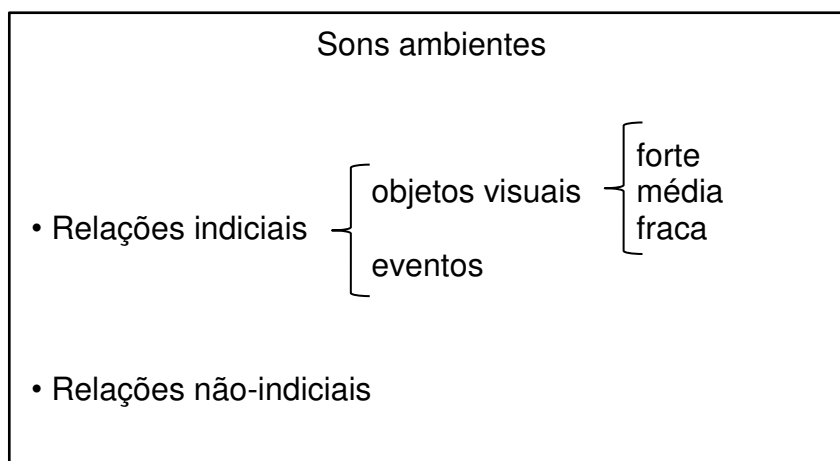 Sons ambientes
forte
objetos visuais
média
• Relações indiciais
fraca
eventos
• Relações não-indiciais